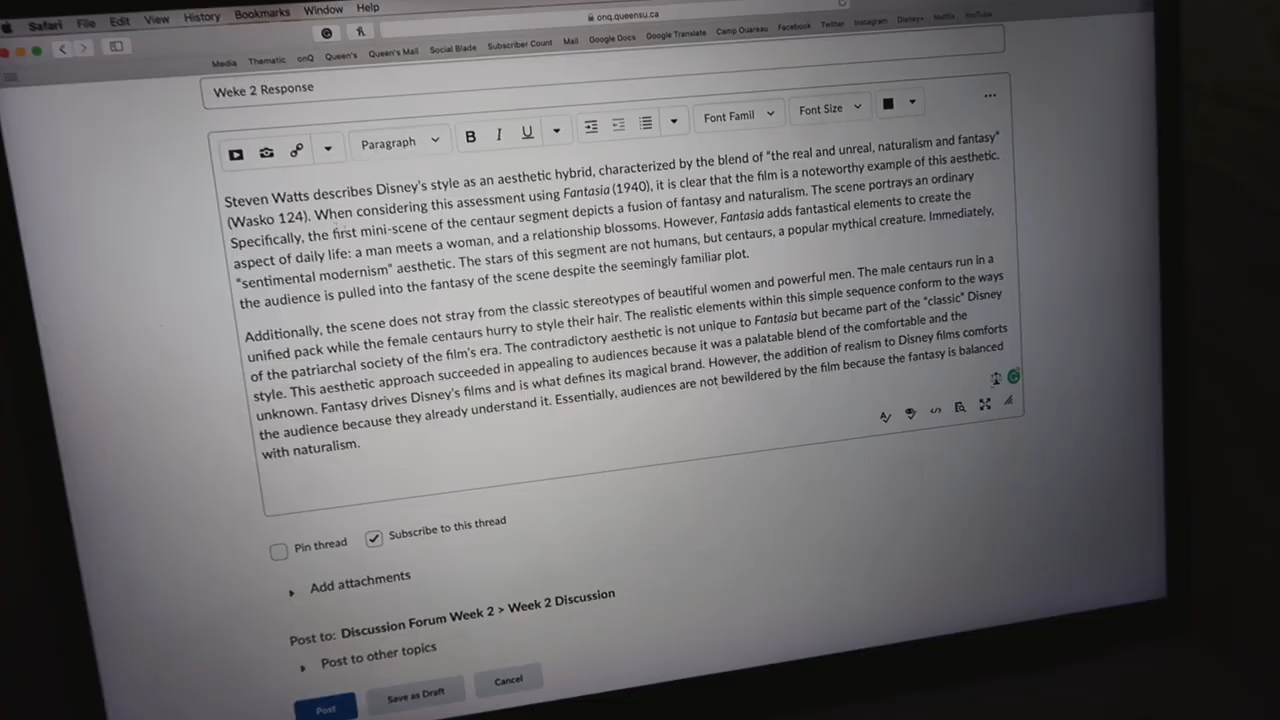 Safari File Edit View History Bookmarks Window Help
onq.queensu.ca
Media Thematic onQ Queen's Queen's Mail Social Blade Subscriber Count Mail Google Docs Google Translate Camp Ouareau Facebook Twitter Instagram Disney+ Netflix YouTube
Weke 2 Response
Paragraph B I U Font Famil Font Size
Steven Watts describes Disney's style as an aesthetic hybrid, characterized by the blend of "the real and unreal, naturalism and fantasy"
(Wasko 124). When considering this assessment using Fantasia (1940), it is clear that the film is a noteworthy example of this aesthetic.
Specifically, the first mini-scene of the centaur segment depicts a fusion of fantasy and naturalism. The scene portrays an ordinary
aspect of daily life: a man meets a woman, and a relationship blossoms. However, Fantasia adds fantastical elements to create the
"sentimental modernism" aesthetic. The stars of this segment are not humans, but centaurs, a popular mythical creature. Immediately,
the audience is pulled into the fantasy of the scene despite the seemingly familiar plot.
Additionally, the scene does not stray from the classic stereotypes of beautiful women and powerful men. The male centaurs run in a
unified pack while the female centaurs hurry to style their hair. The realistic elements within this simple sequence conform to the ways
of the patriarchal society of the film's era. The contradictory aesthetic is not unique to Fantasia but became part of the "classic" Disney
style. This aesthetic approach succeeded in appealing to audiences because it was a palatable blend of the comfortable and the
unknown. Fantasy drives Disney's films and is what defines its magical brand. However, the addition of realism to Disney films comforts
the audience because they already understand it. Essentially, audiences are not bewildered by the film because the fantasy is balanced
with naturalism.
Pin thread Subscribe to this thread
Add attachments
Post to: Discussion Forum Week 2 > Week 2 Discussion
Post to other topics
Post Save as Draft Cancel